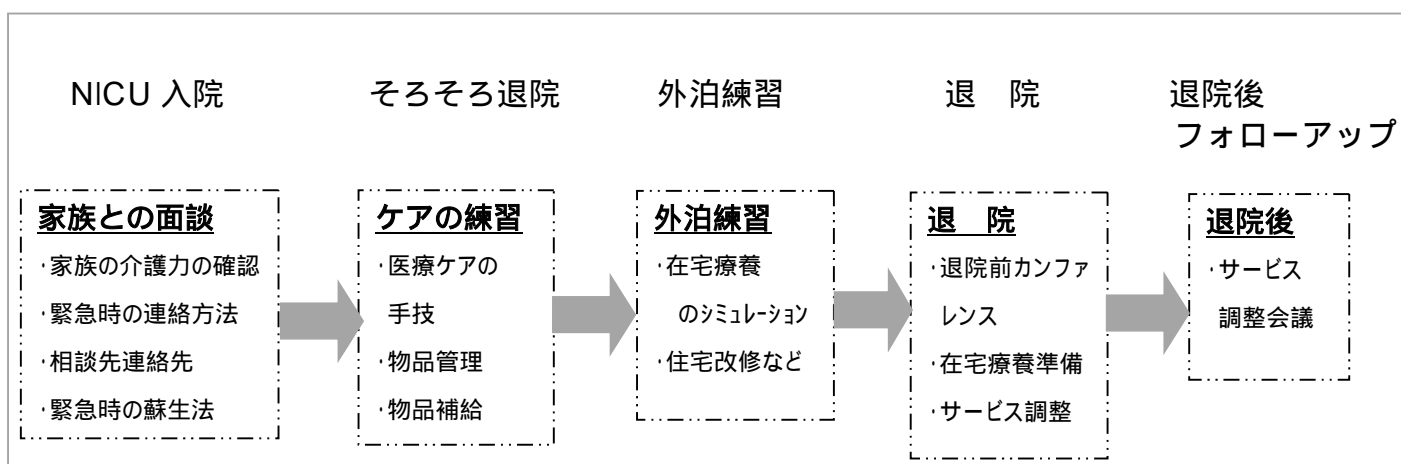 NICU 入院
そろそろ退院
外泊練習
退　院
退院後
フォローアップ
家族との面談
・家族の介護力の確認
・緊急時の連絡方法
・相談先連絡先
・緊急時の蘇生法
ケアの練習
・医療ケアの
手技
・物品管理
・物品補給
外泊練習
・在宅療養
のｼﾐｭﾚｰｼｮﾝ
・住宅改修など
退　院
・退院前カンファ
レンス
・在宅療養準備
・サービス調整
退院後
・サービス
調整会議